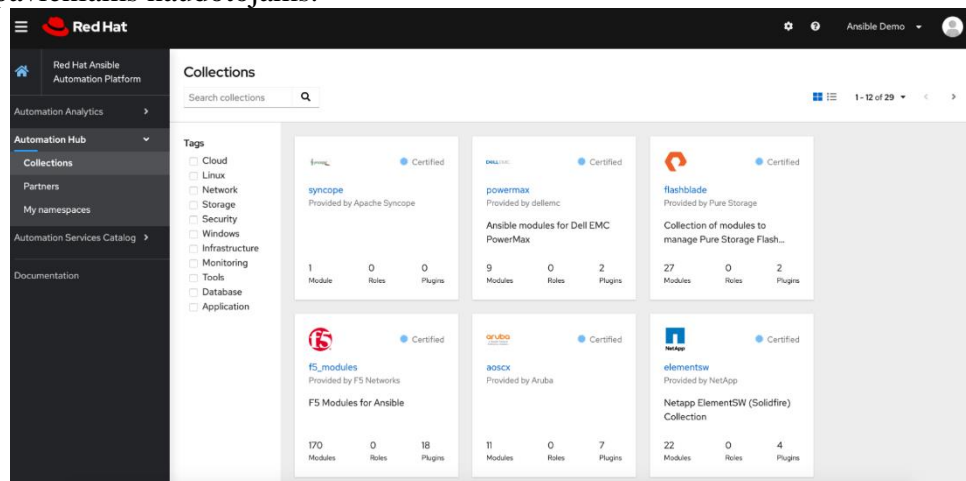 pavieniams naudotojams.
Red Hat
Ansible Demo
Red Hat Ansible
Automation Platform
Automation Analytics
Automation Hub
Collections
Partners
My namespaces
Automation Services Catalog
Documentation
Collections
Search collections
1 - 12 of 29
Tags
Cloud
Linux
Network
Storage
Security
Windows
Infrastructure
Monitoring
Tools
Database
Application
Certified
syncope
Provided by Apache Syncope
1 0 0
Module Roles Plugins
DELL EMC
Certified
powermax
Provided by dellemc
Ansible modules for Dell EMC
PowerMax
9 0 2
Modules Roles Plugins
Certified
flashblade
Provided by Pure Storage
Collection of modules to
manage Pure Storage Flash...
27 0 2
Modules Roles Plugins
f5
Certified
f5_modules
Provided by F5 Networks
F5 Modules for Ansible
170 0 18
Modules Roles Plugins
aruba
Certified
aoscx
Provided by Aruba
11 0 7
Modules Roles Plugins
NetApp
Certified
elementsw
Provided by NetApp
Netapp ElementSW (Solidfire)
Collection
22 0 4
Modules Roles Plugins